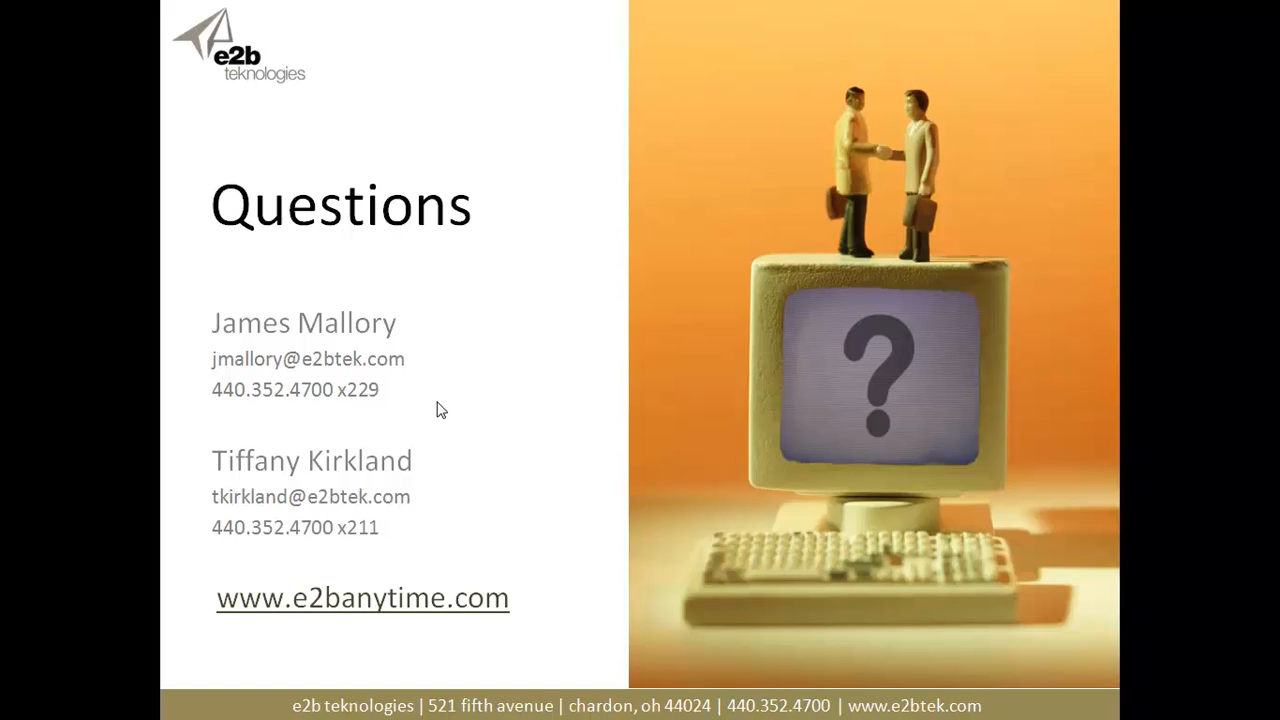 e2b
teknologies
Questions
James Mallory
jmallory@e2btek.com
440.352.4700 x229
Tiffany Kirkland
tkirkland@e2btek.com
440.352.4700 x211
www.e2banytime.com
?
e2b teknologies | 521 fifth avenue | chardon, oh 44024 | 440.352.4700 | www.e2btek.com